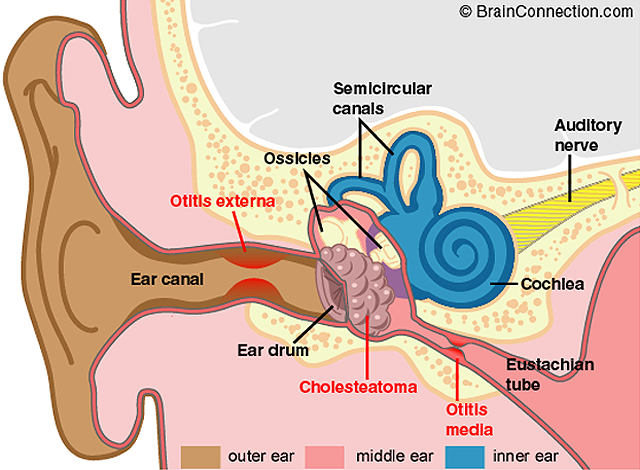 © BrainConnection.com
Semicircular
canals
Auditory
nerve
Ossicles
Otitis externa
Ear canal
Cochlea
Ear drum
Eustachian
tube
Cholesteatoma
Otitis
media
outer ear
middle ear
inner ear